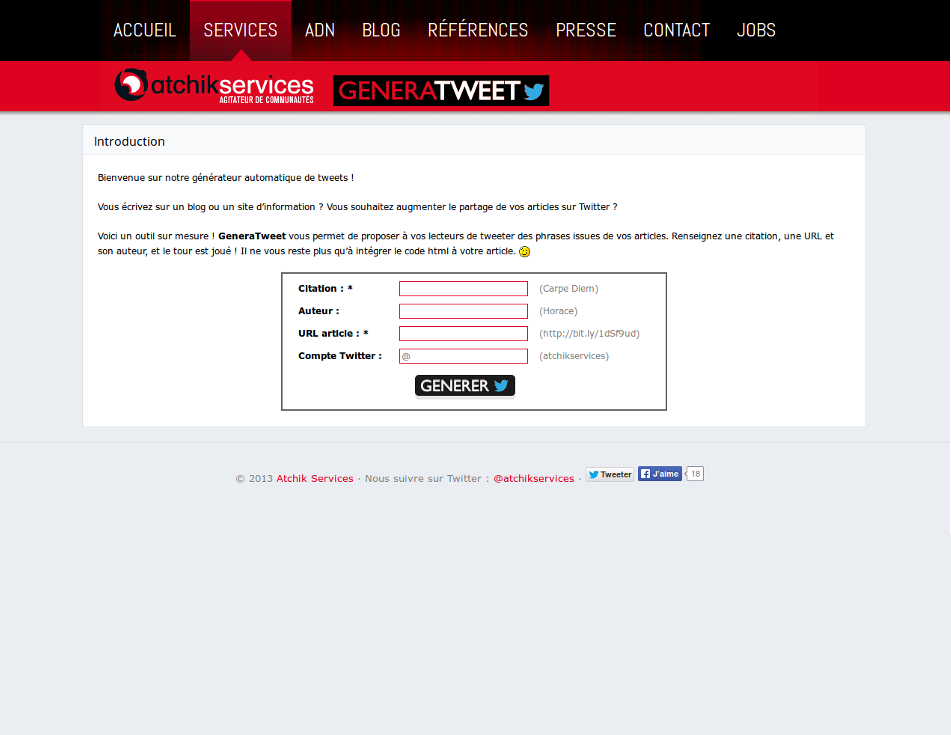 ACCUEIL SERVICES ADN BLOG RÉFÉRENCES PRESSE CONTACT JOBS
atchikservices GENERATWEET
AGITATEUR DE COMMUNAUTÉS
Introduction
Bienvenue sur notre générateur automatique de tweets !
Vous écrivez sur un blog ou un site d'information ? Vous souhaitez augmenter le partage de vos articles sur Twitter ?
Voici un outil sur mesure ! GeneraTweet vous permet de proposer à vos lecteurs de tweeter des phrases issues de vos articles. Renseignez une citation, une URL et
son auteur, et le tour est joué ! Il ne vous reste plus qu'à intégrer le code html à votre article.
Citation : * (Carpe Diem)
Auteur : (Horace)
URL article : * (http://bit.ly/1dSf9ud)
Compte Twitter : @ (atchikservices)
GENERER
© 2013 Atchik Services · Nous suivre sur Twitter : @atchikservices · Tweeter J'aime 18